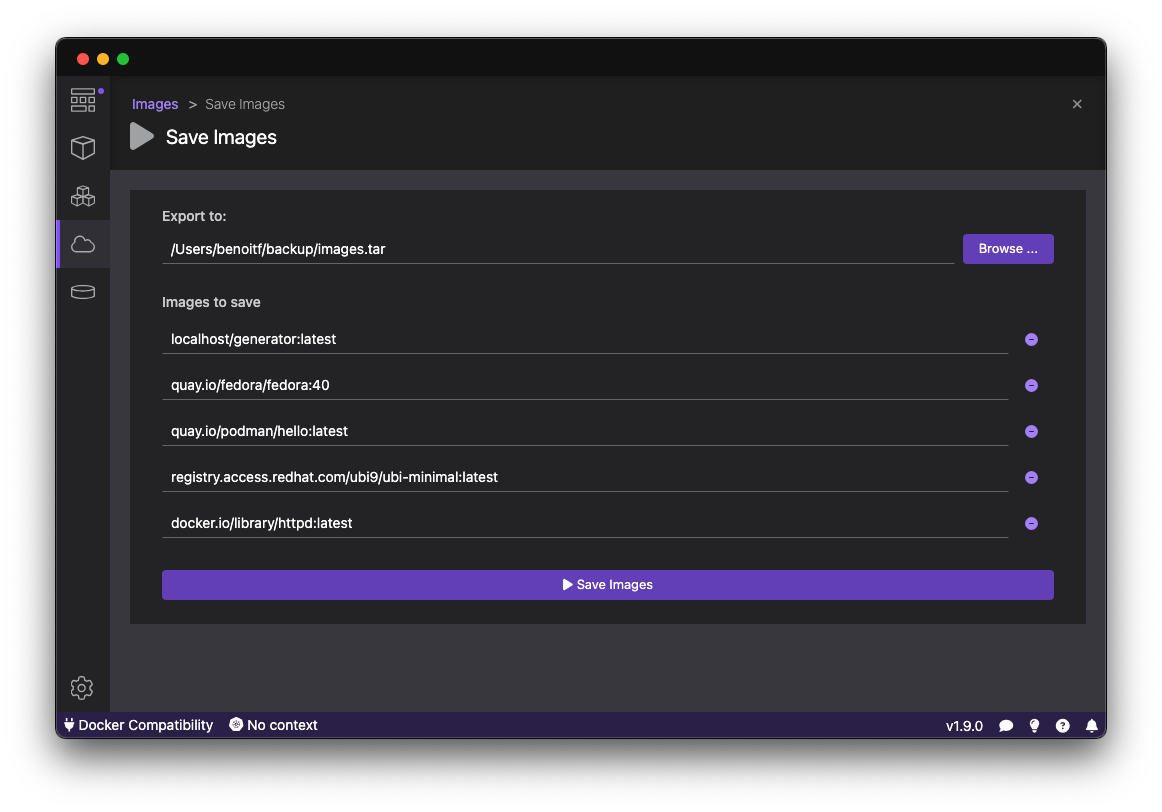 Images > Save Images
Save Images
Export to:
/Users/benoitf/backup/images.tar
Browse ...
Images to save
localhost/generator:latest
quay.io/fedora/fedora:40
quay.io/podman/hello:latest
registry.access.redhat.com/ubi9/ubi-minimal:latest
docker.io/library/httpd:latest
Save Images
Docker Compatibility No context v1.9.0